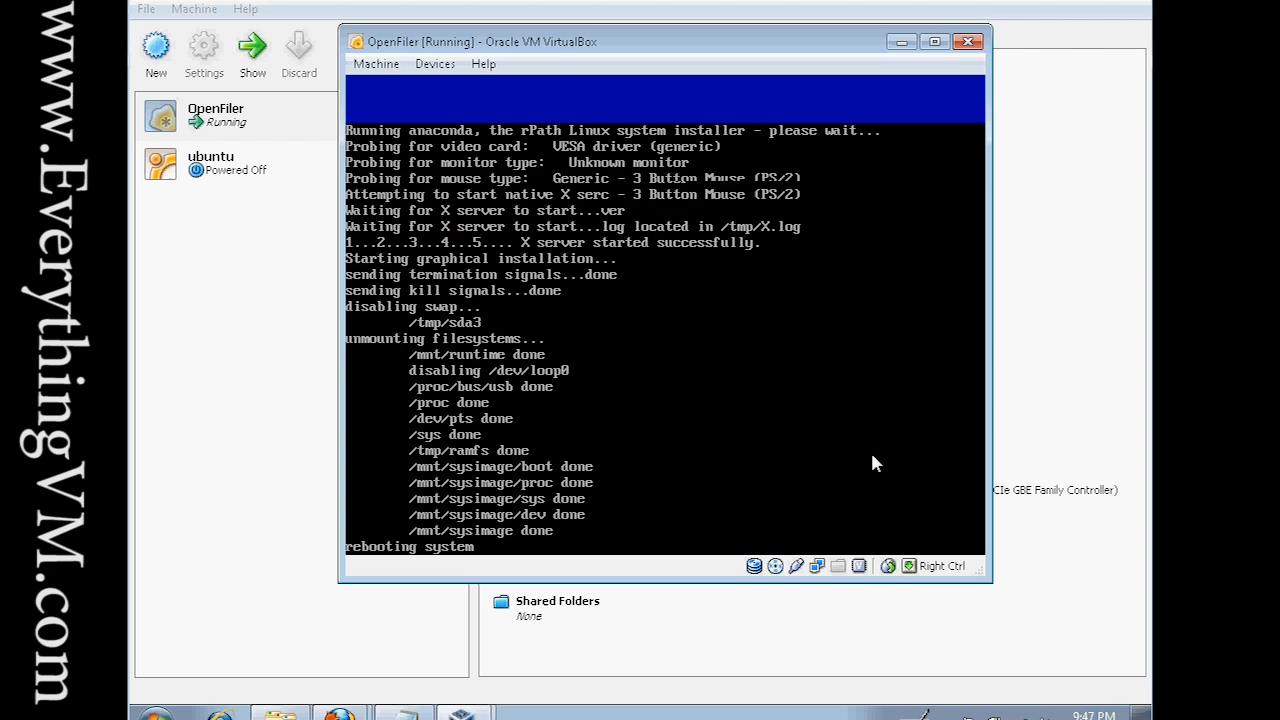 www.EverythingVM.com
File Machine Help
New Settings Show Discard
OpenFiler
Running
ubuntu
Powered Off
OpenFiler [Running] - Oracle VM VirtualBox
Machine Devices Help
Running anaconda, the rPath Linux system installer - please wait...
Probing for video card: VESA driver (generic)
Probing for monitor type: Unknown monitor
Probing for mouse type: Generic - 3 Button Mouse (PS/2)
Attempting to start native X serc - 3 Button Mouse (PS/2)
Waiting for X server to start...ver
Waiting for X server to start...log located in /tmp/X.log
1...2...3...4...5.... X server started successfully.
Starting graphical installation...
sending termination signals...done
sending kill signals...done
disabling swap...
/tmp/sda3
unmounting filesystems...
/mnt/runtime done
disabling /dev/loop0
/proc/bus/usb done
/proc done
/dev/pts done
/sys done
/tmp/ramfs done
/mnt/sysimage/boot done
/mnt/sysimage/proc done
/mnt/sysimage/sys done
/mnt/sysimage/dev done
/mnt/sysimage done
rebooting system
Right Ctrl
CIe GBE Family Controller)
Shared Folders
None
9:47 PM